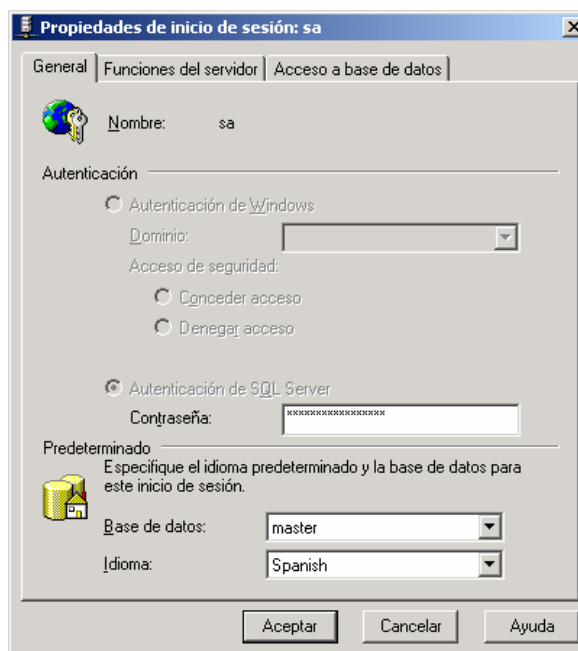 Propiedades de inicio de sesión: sa
General Funciones del servidor Acceso a base de datos
Nombre: sa
Autenticación
Autenticación de Windows
Dominio:
Acceso de seguridad:
Conceder acceso
Denegar acceso
Autenticación de SQL Server
Contraseña: *****************
Predeterminado
Especifique el idioma predeterminado y la base de datos para
este inicio de sesión.
Base de datos: master
Idioma: Spanish
Aceptar Cancelar Ayuda